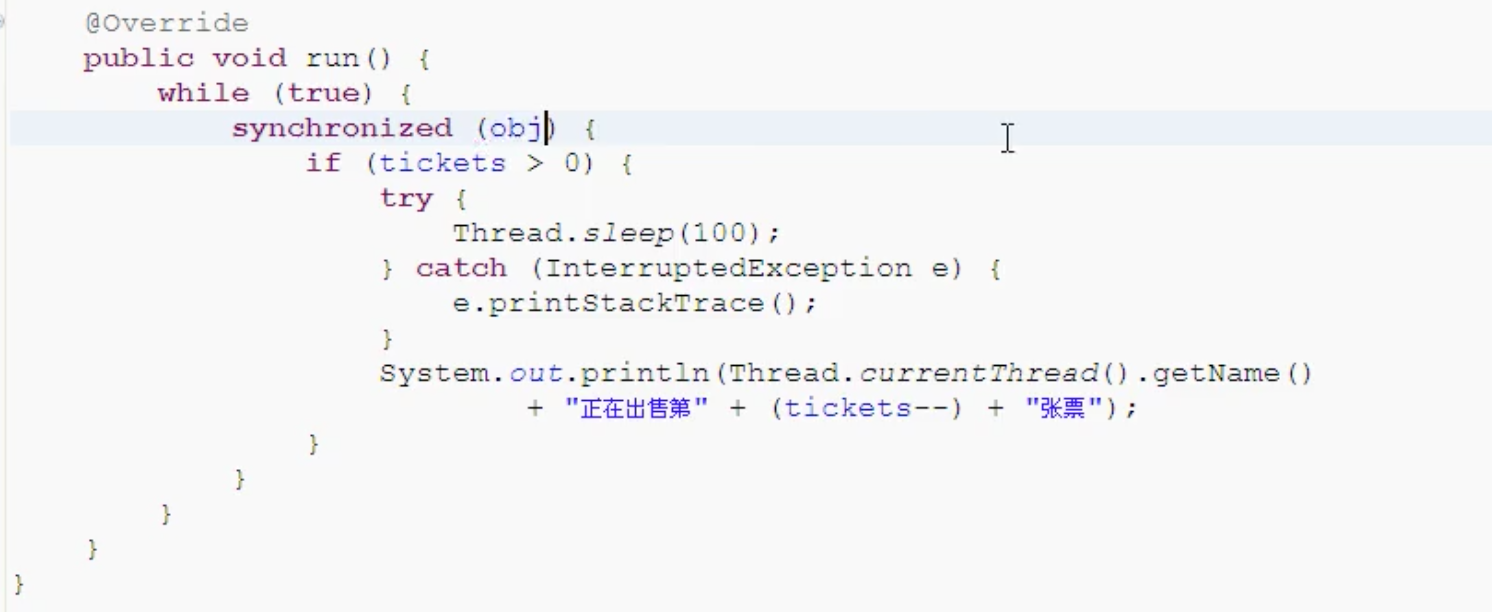 @Override
public void run() {
while (true) {
synchronized (obj) {
if (tickets > 0) {
try {
Thread.sleep(100);
} catch (InterruptedException e) {
e.printStackTrace();
}
System.out.println(Thread.currentThread().getName()
+ "正在出售第" + (tickets--) + "张票");
}
}
}
}
}